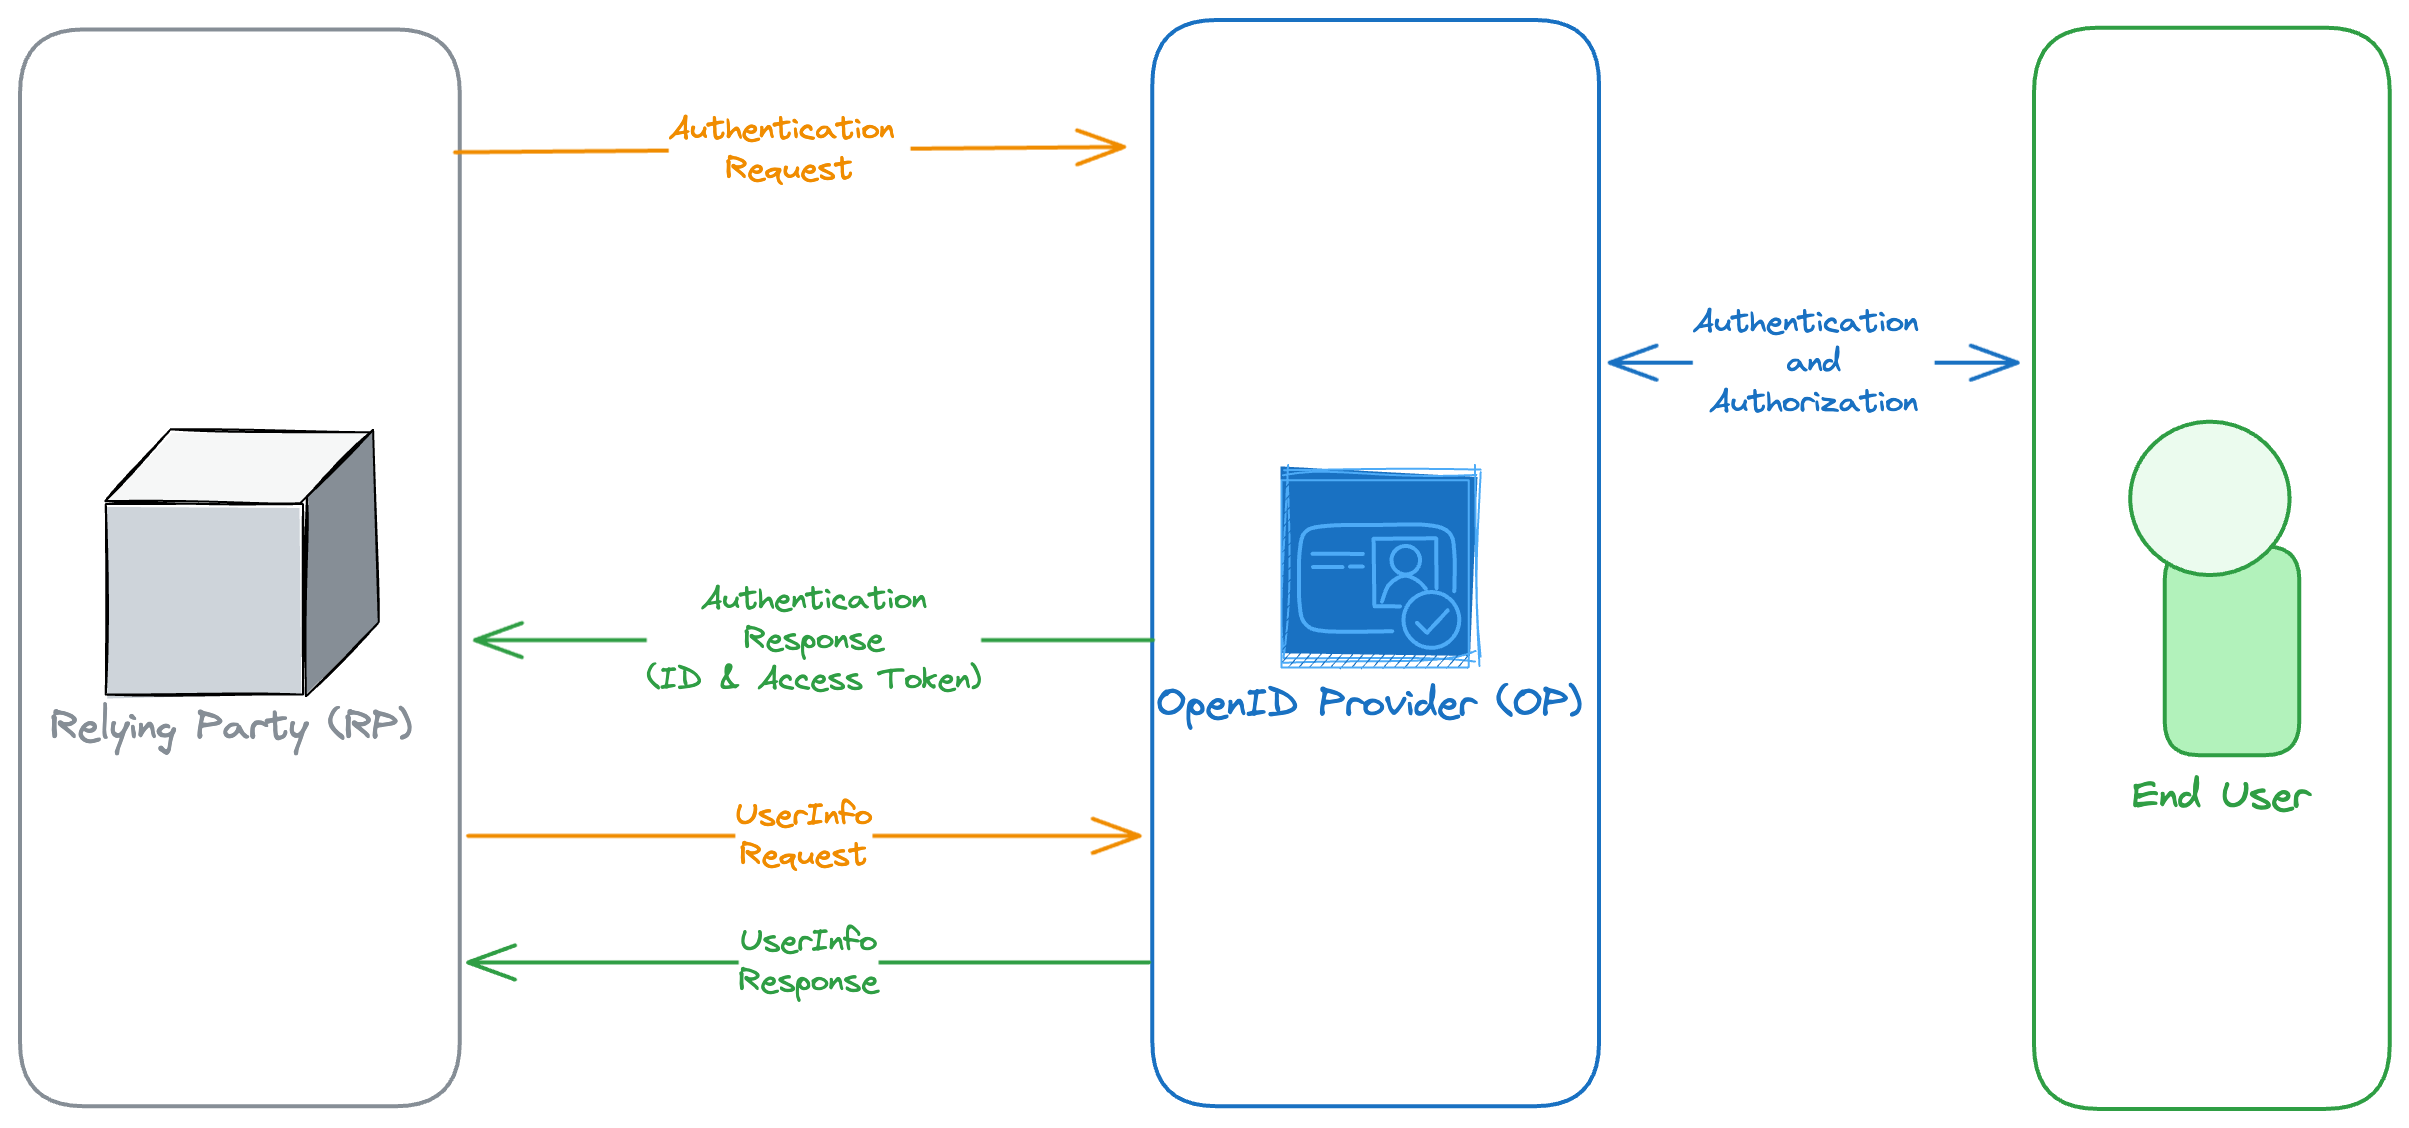 Authentication
Request
Authentication
and
Authorization
Authentication
Response
(ID & Access Token)
Relying Party (RP)
OpenID Provider (OP)
End User
UserInfo
Request
UserInfo
Response